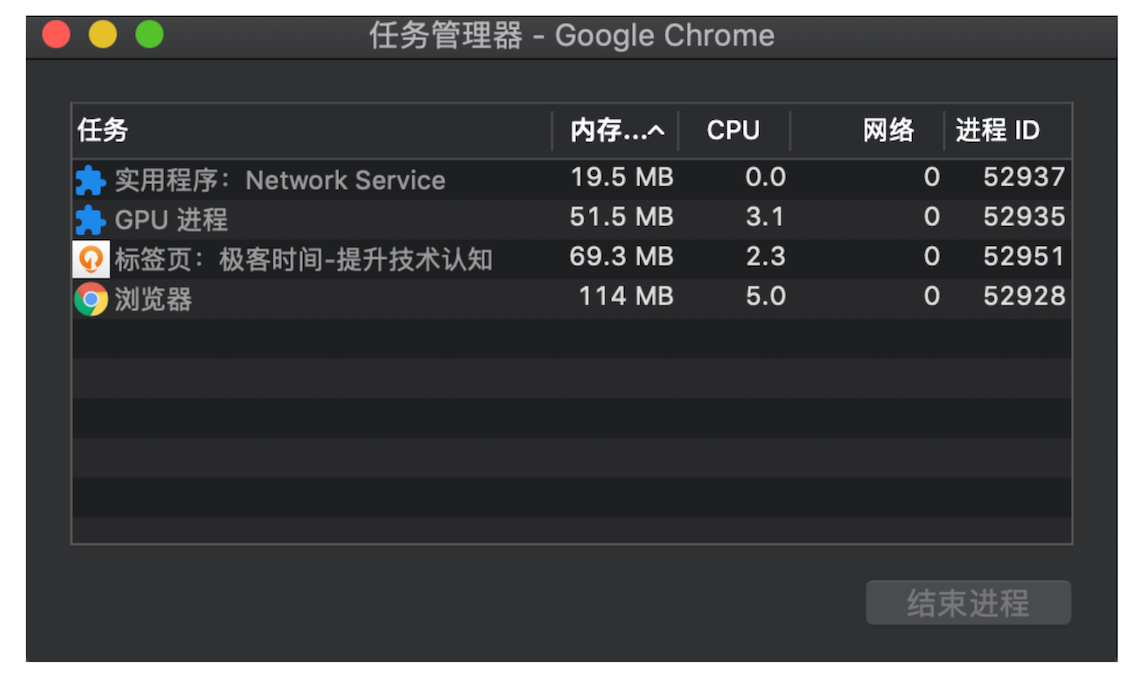 任务管理器 - Google Chrome
任务 内存... CPU 网络 进程 ID
实用程序：Network Service 19.5 MB 0.0 0 52937
GPU 进程 51.5 MB 3.1 0 52935
标签页：极客时间-提升技术认知 69.3 MB 2.3 0 52951
浏览器 114 MB 5.0 0 52928
结束进程